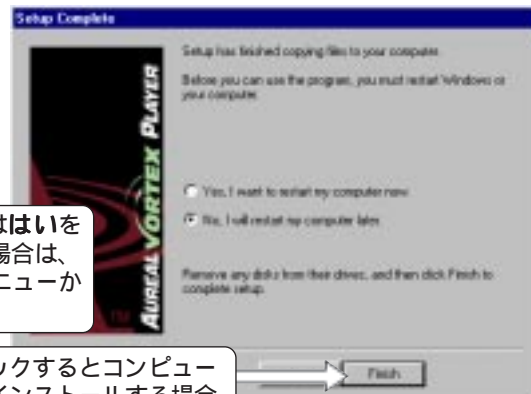 Setup Complete
Setup has finished copying files to your computer.
Before you can use the program, you must restart Windows or
your computer.
Yes, I want to restart my computer now.
No, I will restart my computer later.
Remove any disks from their drives, and then click Finish to
complete setup.
AUREAL VORTEX PLAYER
TM
Finish
はいを
場合は、
ニューか
ックするとコンピュー
インストールする場合